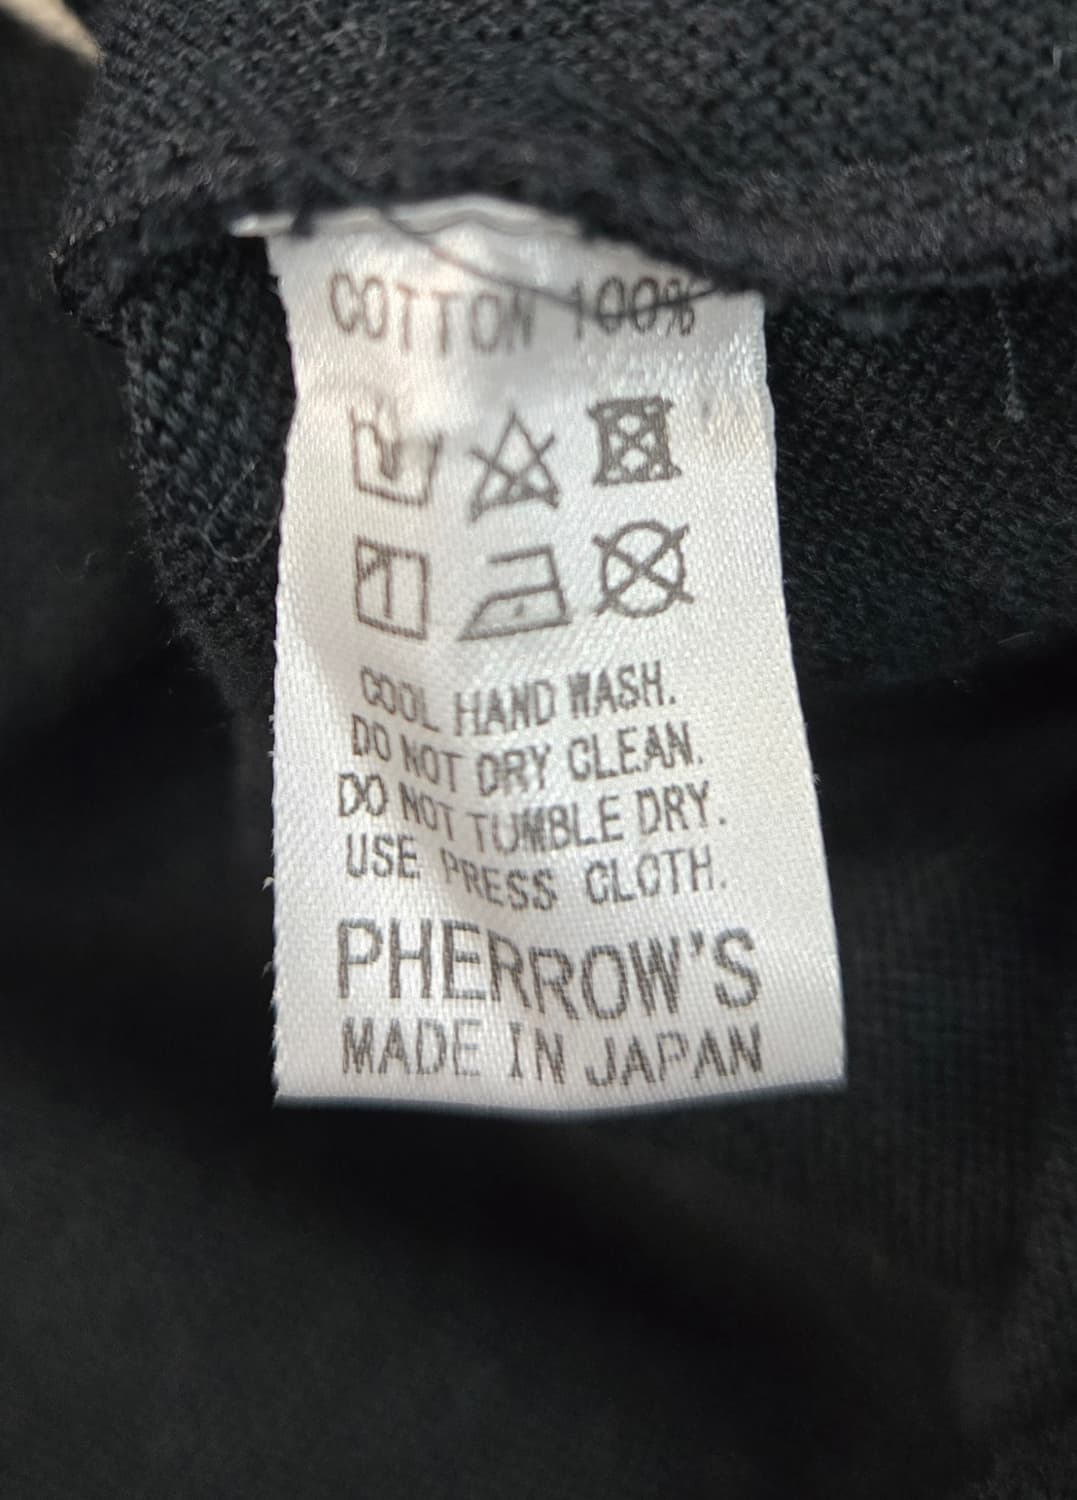 COTTON 100%
COOL HAND WASH.
DO NOT DRY CLEAN.
DO NOT TUMBLE DRY.
USE PRESS CLOTH.
PHERROW'S
MADE IN JAPAN